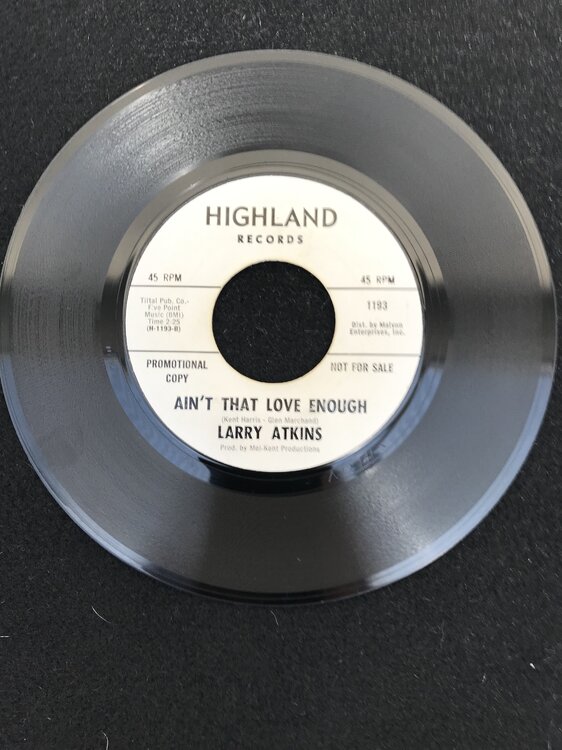 HIGHLAND
RECORDS
45 RPM
45 RPM
Tiltal Pub. Co.-
Five Point
Music (BMI)
Time 2:25
(H-1193-B)
1193
Dist. by Malynn
Enterprises, Inc.
PROMOTIONAL
COPY
NOT FOR SALE
AIN'T THAT LOVE ENOUGH
(Kent Harris - Glen Marchand)
LARRY ATKINS
Prod. by Mel-Kent Productions